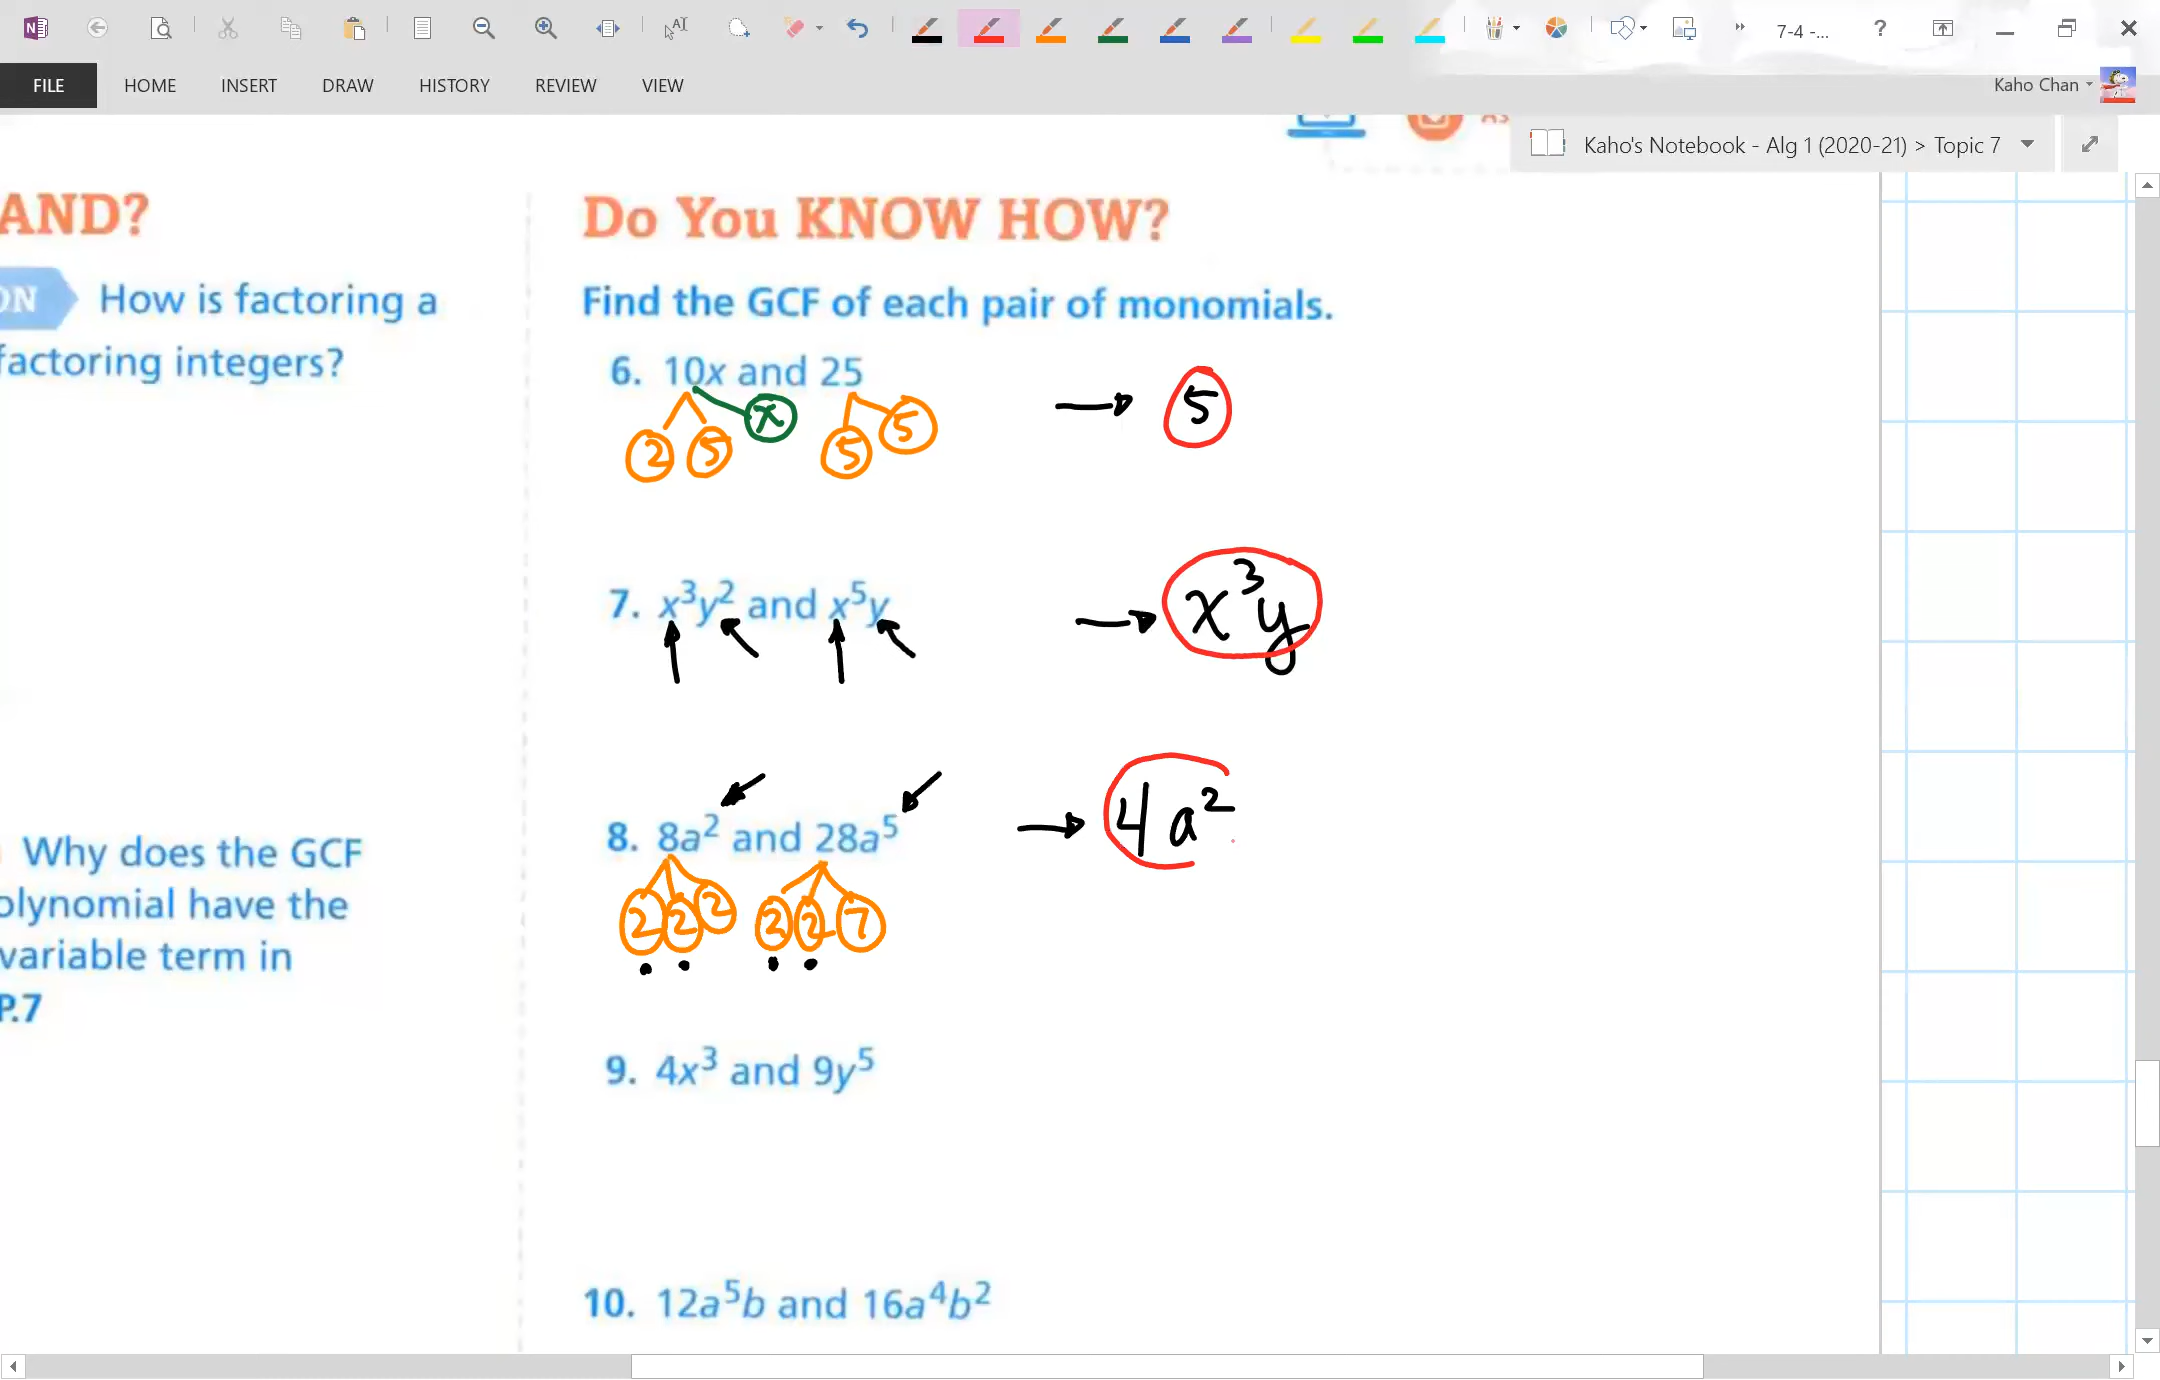 7-4 -...
FILE HOME INSERT DRAW HISTORY REVIEW VIEW
Kaho Chan
Kaho's Notebook - Alg 1 (2020-21) > Topic 7
AND?
ON How is factoring a
factoring integers?
Why does the GCF
olynomial have the
variable term in
P.7
Do You KNOW HOW?
Find the GCF of each pair of monomials.
6. 10x and 25 → 5
2 5 x 5 5
7. x³y² and x⁵y → x³y
8. 8a² and 28a⁵ → 4a²
2 2 2 2 2 7
9. 4x³ and 9y⁵
10. 12a⁵b and 16a⁴b²